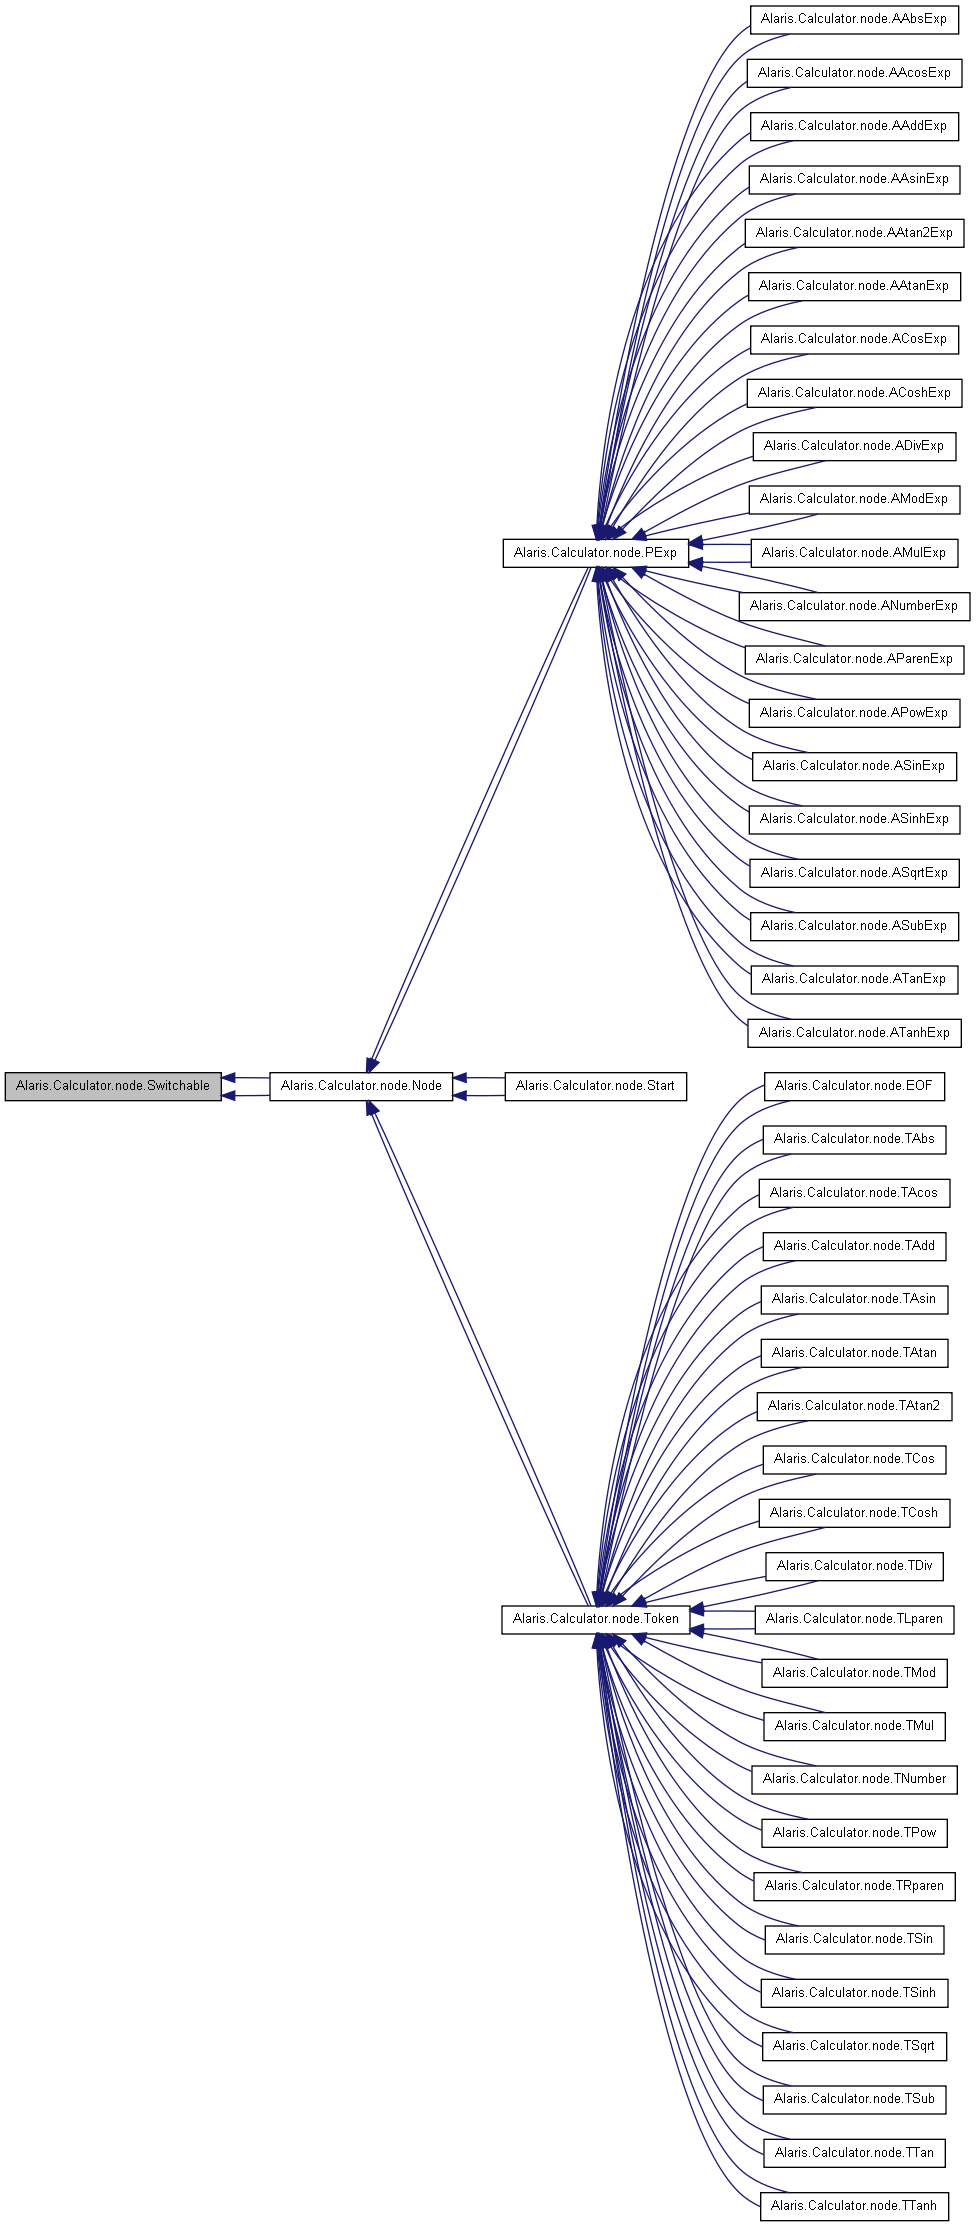 Alaris.Calculator.node.AAbsExp
Alaris.Calculator.node.AAcosExp
Alaris.Calculator.node.AAddExp
Alaris.Calculator.node.AAsinExp
Alaris.Calculator.node.AAtan2Exp
Alaris.Calculator.node.AAtanExp
Alaris.Calculator.node.ACosExp
Alaris.Calculator.node.ACoshExp
Alaris.Calculator.node.ADivExp
Alaris.Calculator.node.AModExp
Alaris.Calculator.node.PExp
Alaris.Calculator.node.AMulExp
Alaris.Calculator.node.ANumberExp
Alaris.Calculator.node.AParenExp
Alaris.Calculator.node.APowExp
Alaris.Calculator.node.ASinExp
Alaris.Calculator.node.ASinhExp
Alaris.Calculator.node.ASqrtExp
Alaris.Calculator.node.ASubExp
Alaris.Calculator.node.ATanExp
Alaris.Calculator.node.ATanhExp
Alaris.Calculator.node.Switchable
Alaris.Calculator.node.Node
Alaris.Calculator.node.Start
Alaris.Calculator.node.EOF
Alaris.Calculator.node.TAbs
Alaris.Calculator.node.TAcos
Alaris.Calculator.node.TAdd
Alaris.Calculator.node.TAsin
Alaris.Calculator.node.TAtan
Alaris.Calculator.node.TAtan2
Alaris.Calculator.node.TCos
Alaris.Calculator.node.TCosh
Alaris.Calculator.node.TDiv
Alaris.Calculator.node.Token
Alaris.Calculator.node.TLparen
Alaris.Calculator.node.TMod
Alaris.Calculator.node.TMul
Alaris.Calculator.node.TNumber
Alaris.Calculator.node.TPow
Alaris.Calculator.node.TRparen
Alaris.Calculator.node.TSin
Alaris.Calculator.node.TSinh
Alaris.Calculator.node.TSqrt
Alaris.Calculator.node.TSub
Alaris.Calculator.node.TTan
Alaris.Calculator.node.TTanh